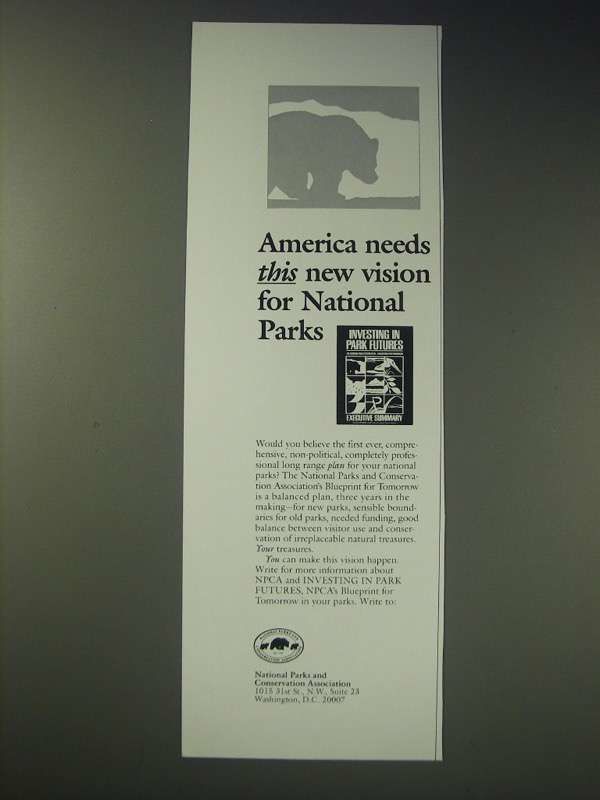 America needs
this new vision
for National
Parks
INVESTING IN
PARK FUTURES
EXECUTIVE SUMMARY
Would you believe the first ever, compre-
hensive, non-political, completely profes-
sional long range plan for your national
parks? The National Parks and Conserva-
tion Association's Blueprint for Tomorrow
is a balanced plan, three years in the
making—for new parks, sensible bound-
aries for old parks, needed funding, good
balance between visitor use and conser-
vation of irreplaceable natural treasures.
Your treasures.
You can make this vision happen.
Write for more information about
NPCA and INVESTING IN PARK
FUTURES, NPCA's Blueprint for
Tomorrow in your parks. Write to:
National Parks and
Conservation Association
1015 31st St., N.W., Suite 23
Washington, D.C. 20007